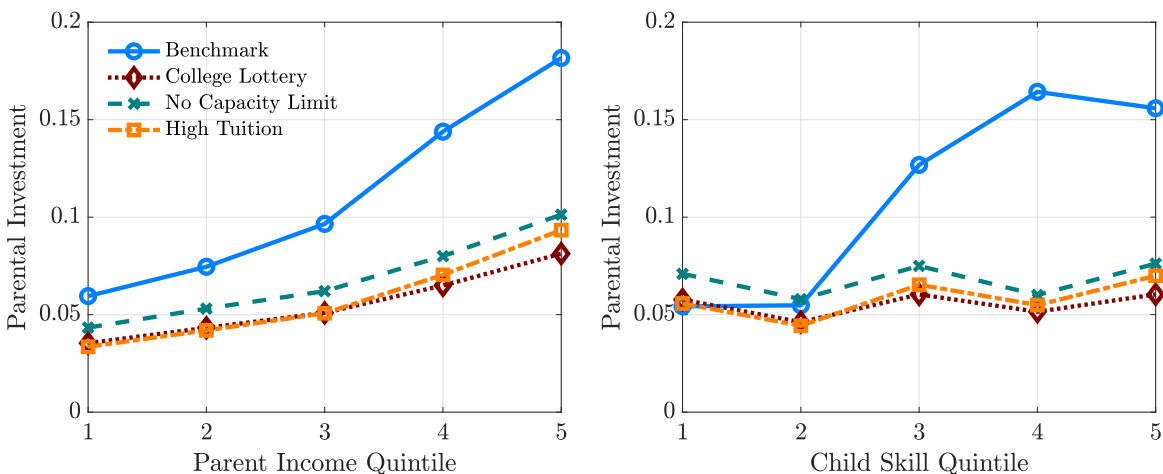 0.2
0.15
0.1
0.05
0
1
2
3
4
5
Parental Investment
Parent Income Quintile
Benchmark
College Lottery
No Capacity Limit
High Tuition
0.2
0.15
0.1
0.05
0
1
2
3
4
5
Parental Investment
Child Skill Quintile